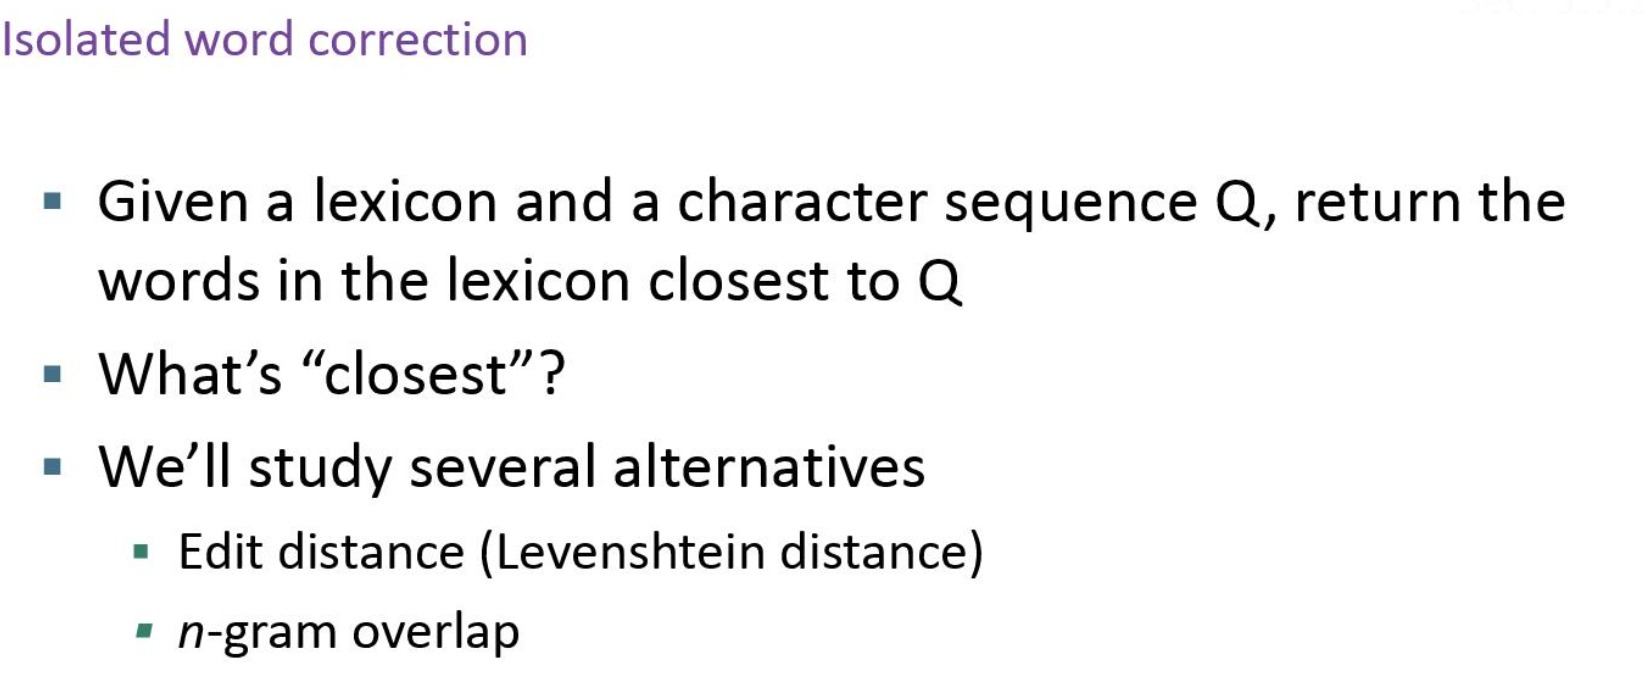 Isolated word correction
▪ Given a lexicon and a character sequence Q, return the
words in the lexicon closest to Q
▪ What’s “closest”?
▪ We’ll study several alternatives
▪ Edit distance (Levenshtein distance)
▪ n-gram overlap